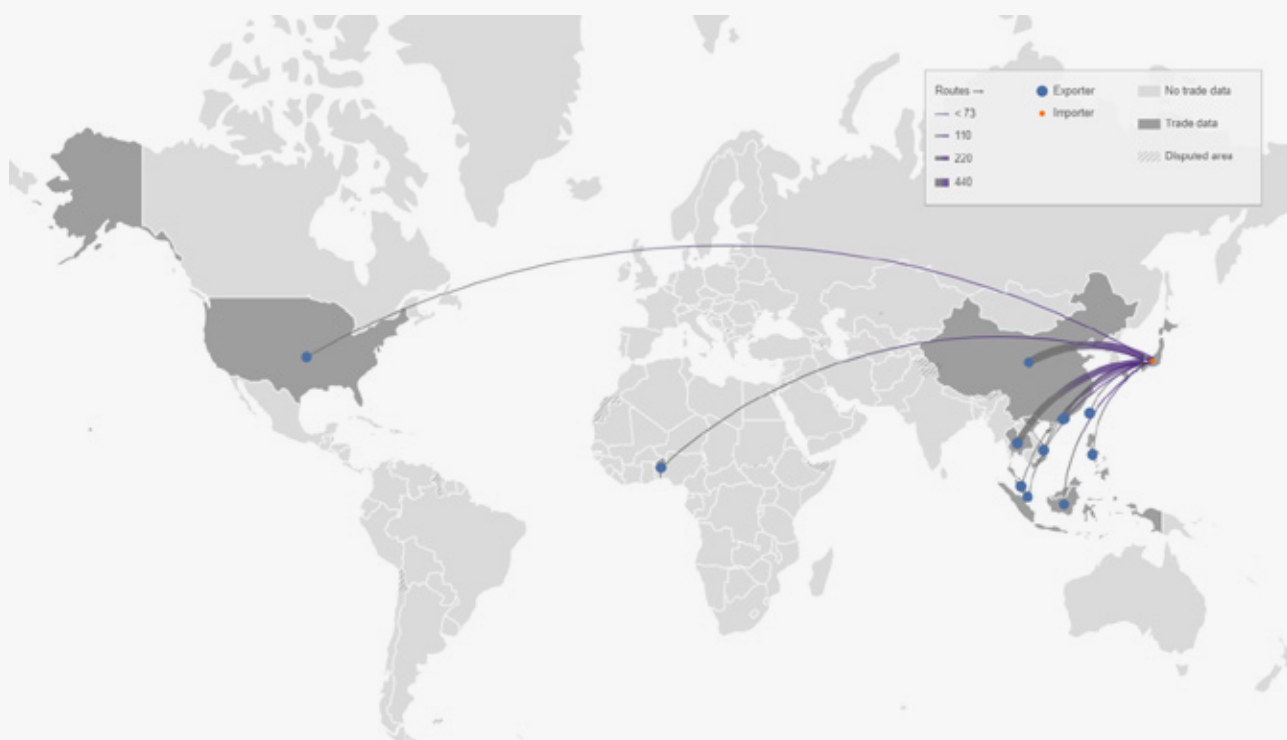 Routes —
< 73
110
220
440
Exporter
Importer
No trade data
Trade data
Disputed area